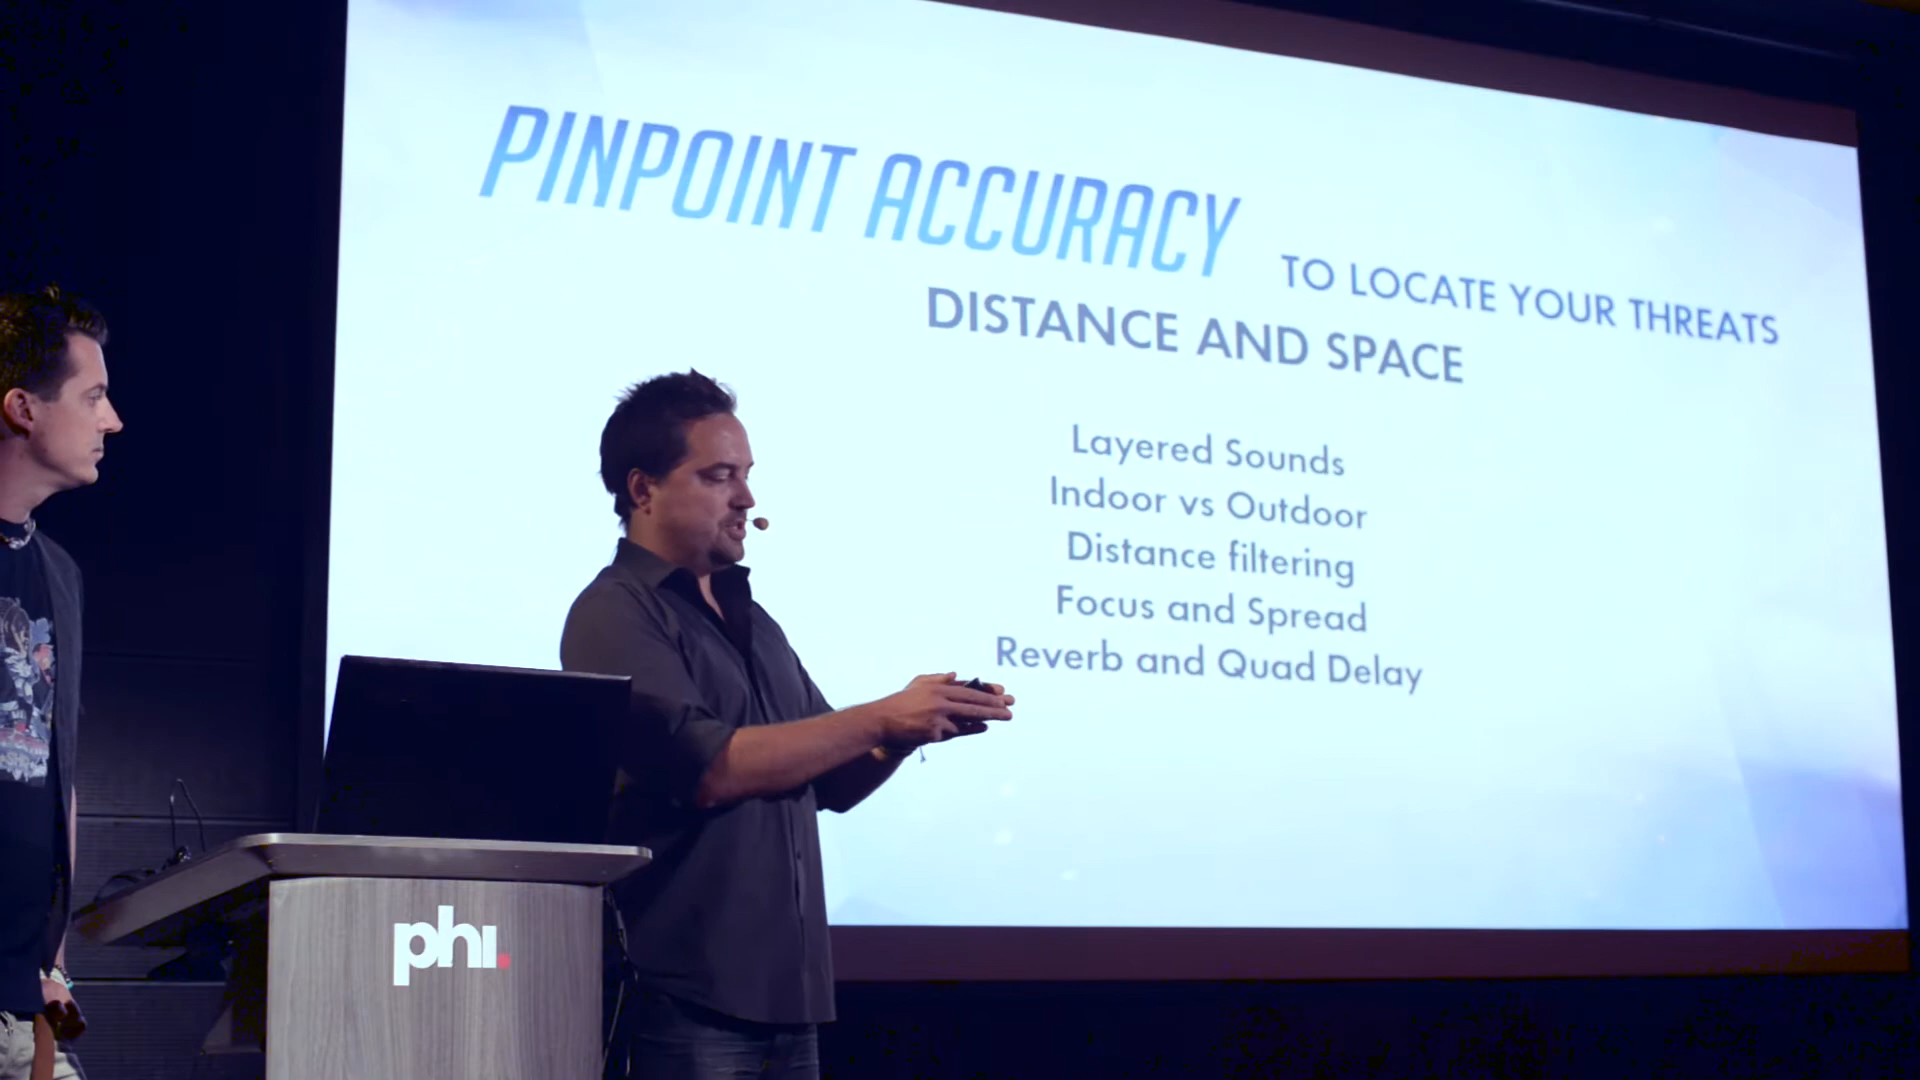 PINPOINT ACCURACY TO LOCATE YOUR THREATS
DISTANCE AND SPACE
Layered Sounds
Indoor vs Outdoor
Distance filtering
Focus and Spread
Reverb and Quad Delay
phi.